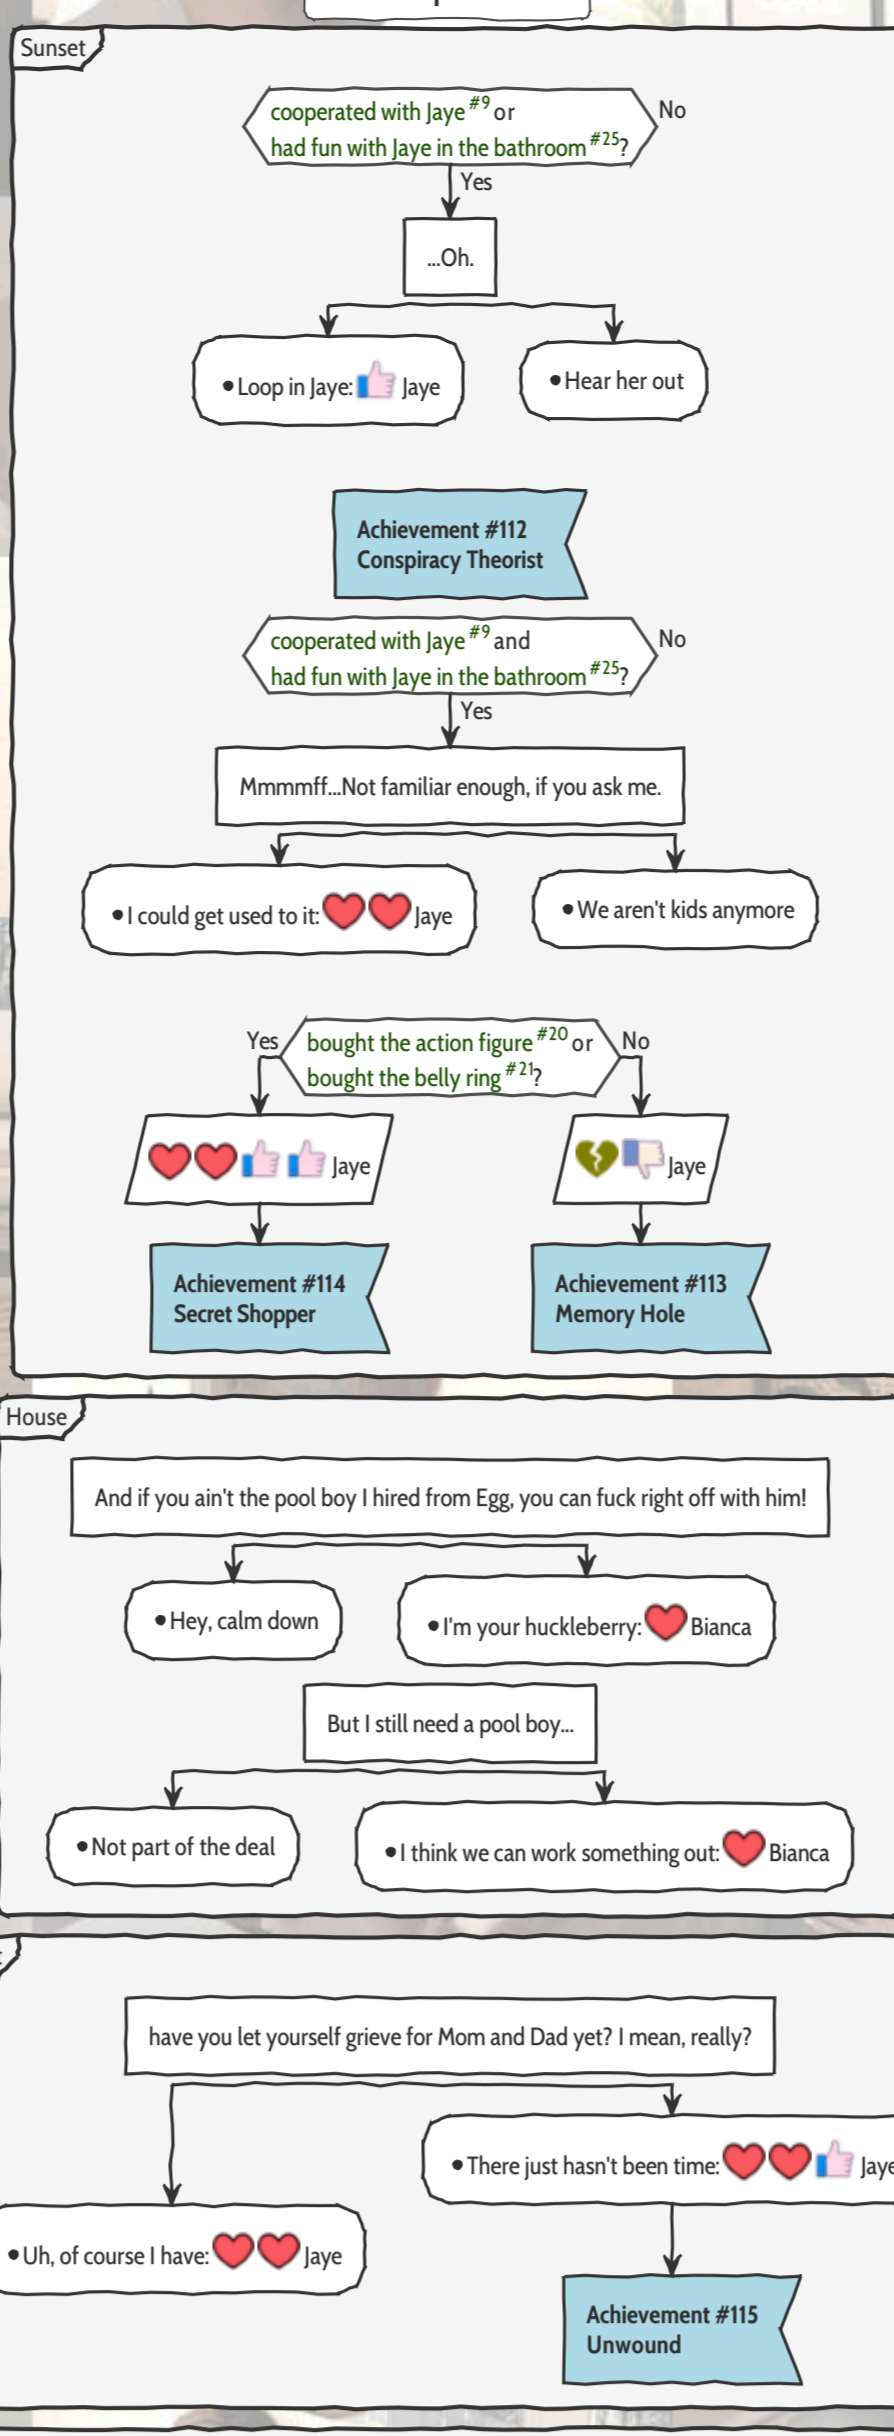 Sunset
cooperated with Jaye #9 or
had fun with Jaye in the bathroom #25?
No
Yes
...Oh.
•Loop in Jaye: Jaye
•Hear her out
Achievement #112
Conspiracy Theorist
cooperated with Jaye #9 and
had fun with Jaye in the bathroom #25?
No
Yes
Mmmmff...Not familiar enough, if you ask me.
•I could get used to it: Jaye
•We aren't kids anymore
Yes
bought the action figure #20 or
bought the belly ring #21?
No
Jaye
Jaye
Achievement #114
Secret Shopper
Achievement #113
Memory Hole
House
And if you ain't the pool boy I hired from Egg, you can fuck right off with him!
•Hey, calm down
•I'm your huckleberry: Bianca
But I still need a pool boy...
•Not part of the deal
•I think we can work something out: Bianca
have you let yourself grieve for Mom and Dad yet? I mean, really?
•There just hasn't been time: Jaye
•Uh, of course I have: Jaye
Achievement #115
Unwound